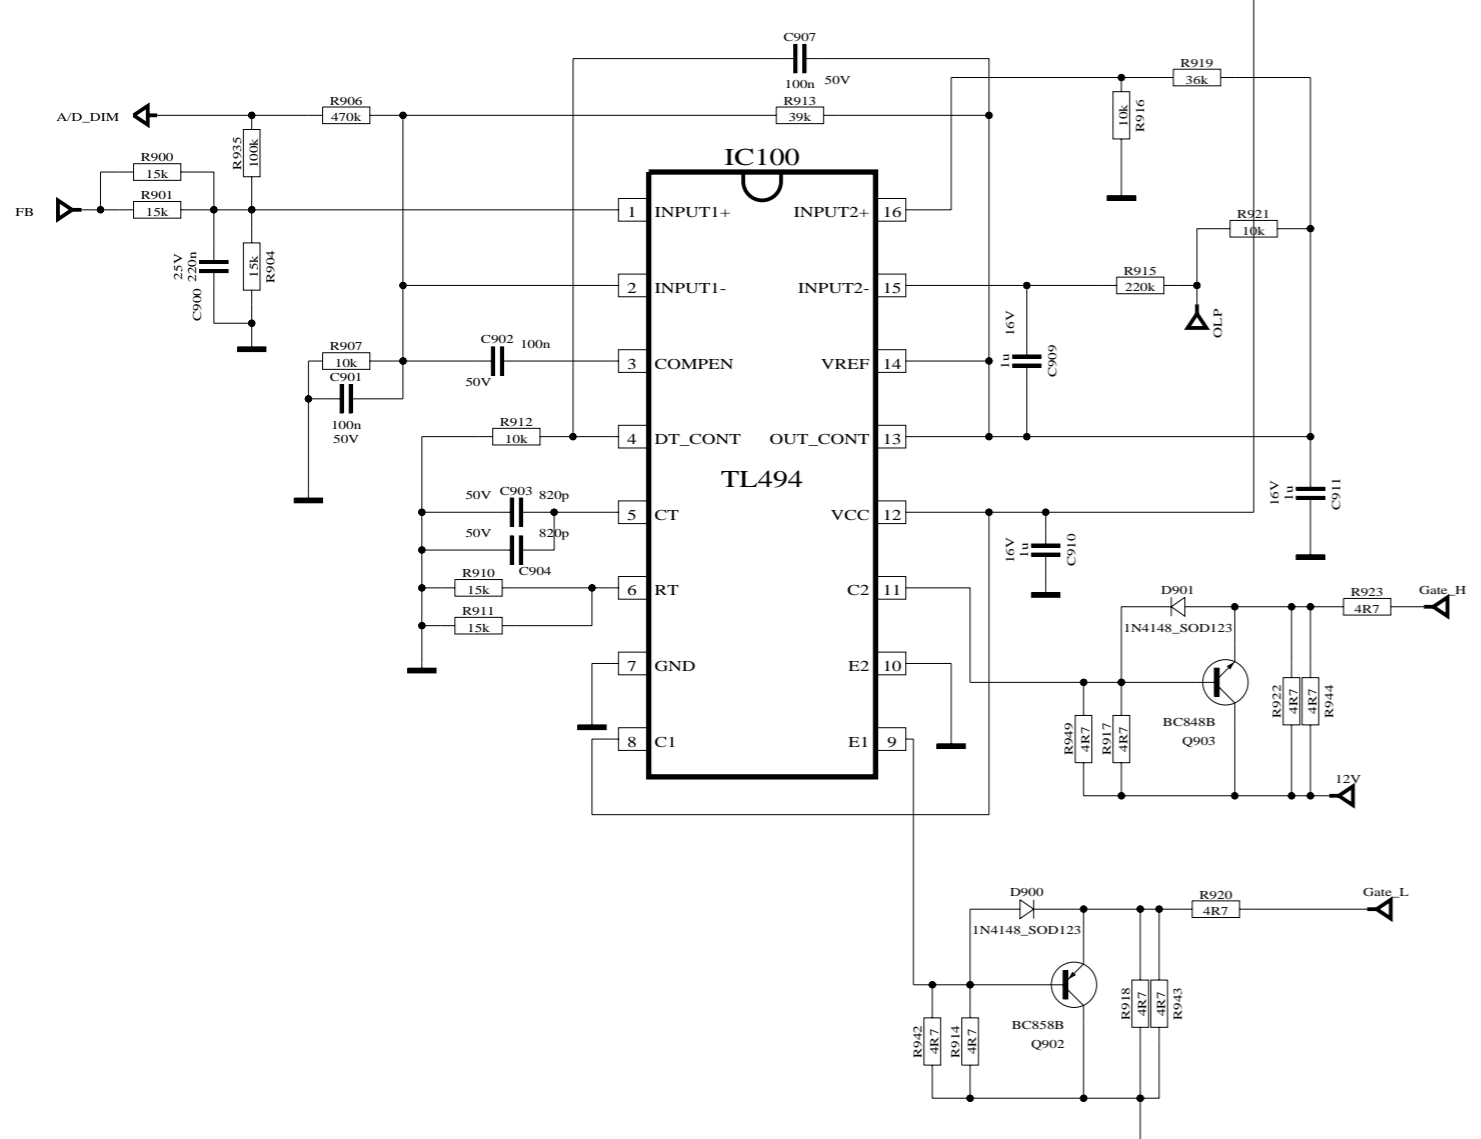 C907
100n 50V
R919
36k
10k
R916
A/D_DIM
R906
470k
R913
39k
R935
100k
R900
15k
R901
15k
FB
IC100
1 INPUT1+
INPUT2+ 16
R921
10k
25V
220n
C900
15k
R904
2 INPUT1-
INPUT2- 15
R915
220k
OLP
16V
1u
C909
R907
10k
C901
100n
50V
C902 100n
50V
3 COMPEN
VREF 14
R912
10k
4 DT_CONT
OUT_CONT 13
TL494
50V C903 820p
50V 820p
C904
5 CT
VCC 12
16V
1u
C910
16V
1u
C911
R910
15k
R911
15k
6 RT
C2 11
D901
1N4148_SOD123
R923
4R7
Gate_H
7 GND
E2 10
R949
4R7
R917
4R7
BC848B
Q903
R922
4R7
4R7
R944
8 C1
E1 9
12V
D900
1N4148_SOD123
R920
4R7
Gate_L
R942
4R7
R914
4R7
BC858B
Q902
R918
4R7
4R7
R943